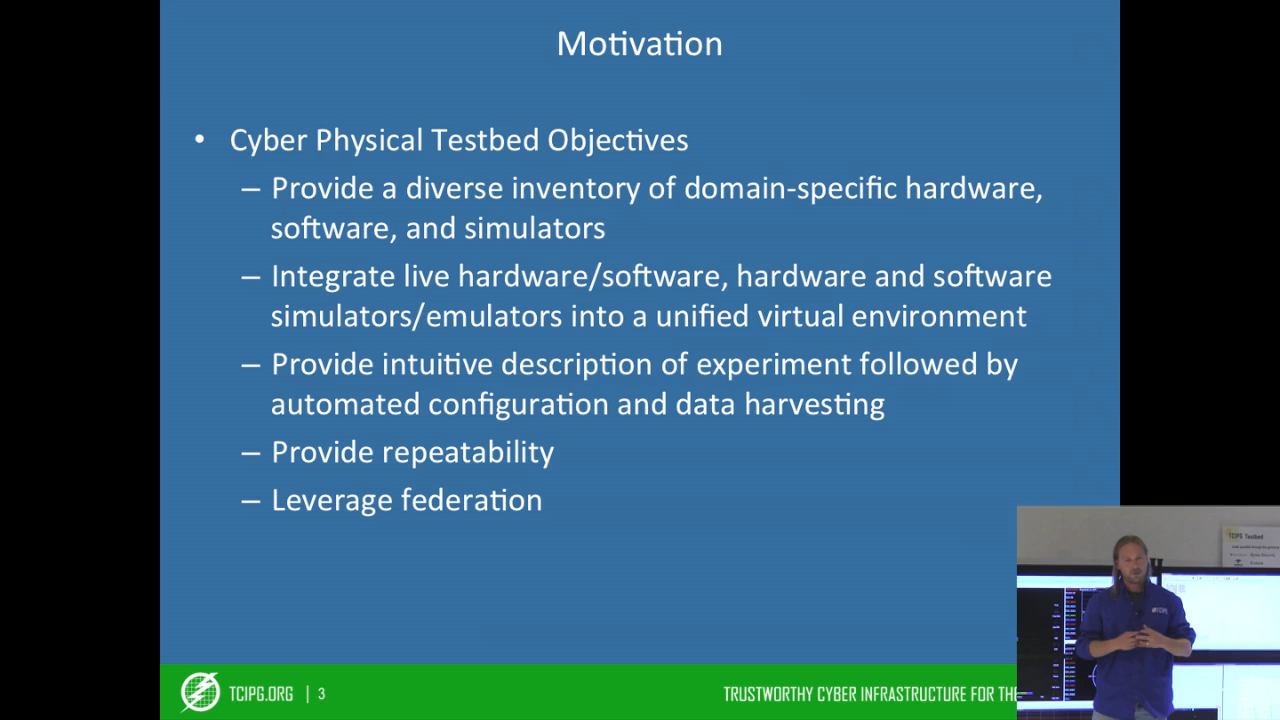 Motivation
• Cyber Physical Testbed Objectives
– Provide a diverse inventory of domain-specific hardware,
software, and simulators
– Integrate live hardware/software, hardware and software
simulators/emulators into a unified virtual environment
– Provide intuitive description of experiment followed by
automated configuration and data harvesting
– Provide repeatability
– Leverage federation
TCIPG Testbed
TCIPG
TCIPG.ORG | 3
TRUSTWORTHY CYBER INFRASTRUCTURE FOR THE